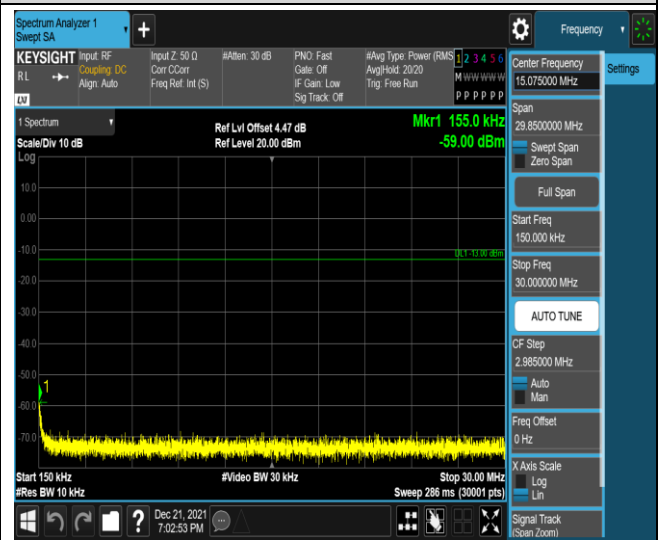 Spectrum Analyzer 1
Swept SA
Frequency
KEYSIGHT
RL
LXI
Input: RF
Coupling: DC
Align: Auto
Input Z: 50 Ω
Corr CCorr
Freq Ref: Int (S)
#Atten: 30 dB
PNO: Fast
Gate: Off
IF Gain: Low
Sig Track: Off
#Avg Type: Power (RMS
Avg|Hold: 20/20
Trig: Free Run
1 2 3 4 5 6
M W W W W W
P P P P P P
1 Spectrum
Scale/Div 10 dB
Log
Ref Lvl Offset 4.47 dB
Ref Level 20.00 dBm
Mkr1 155.0 kHz
-59.00 dBm
10.0
0.00
-10.0
DL1 -13.00 dBm
-20.0
-30.0
-40.0
-50.0
1
-60.0
-70.0
Start 150 kHz
#Res BW 10 kHz
#Video BW 30 kHz
Stop 30.00 MHz
Sweep 286 ms (30001 pts)
Dec 21, 2021
7:02:53 PM
Center Frequency
15.075000 MHz
Settings
Span
29.8500000 MHz
Swept Span
Zero Span
Full Span
Start Freq
150.000 kHz
Stop Freq
30.000000 MHz
AUTO TUNE
CF Step
2.985000 MHz
Auto
Man
Freq Offset
0 Hz
X Axis Scale
Log
Lin
Signal Track
(Span Zoom)